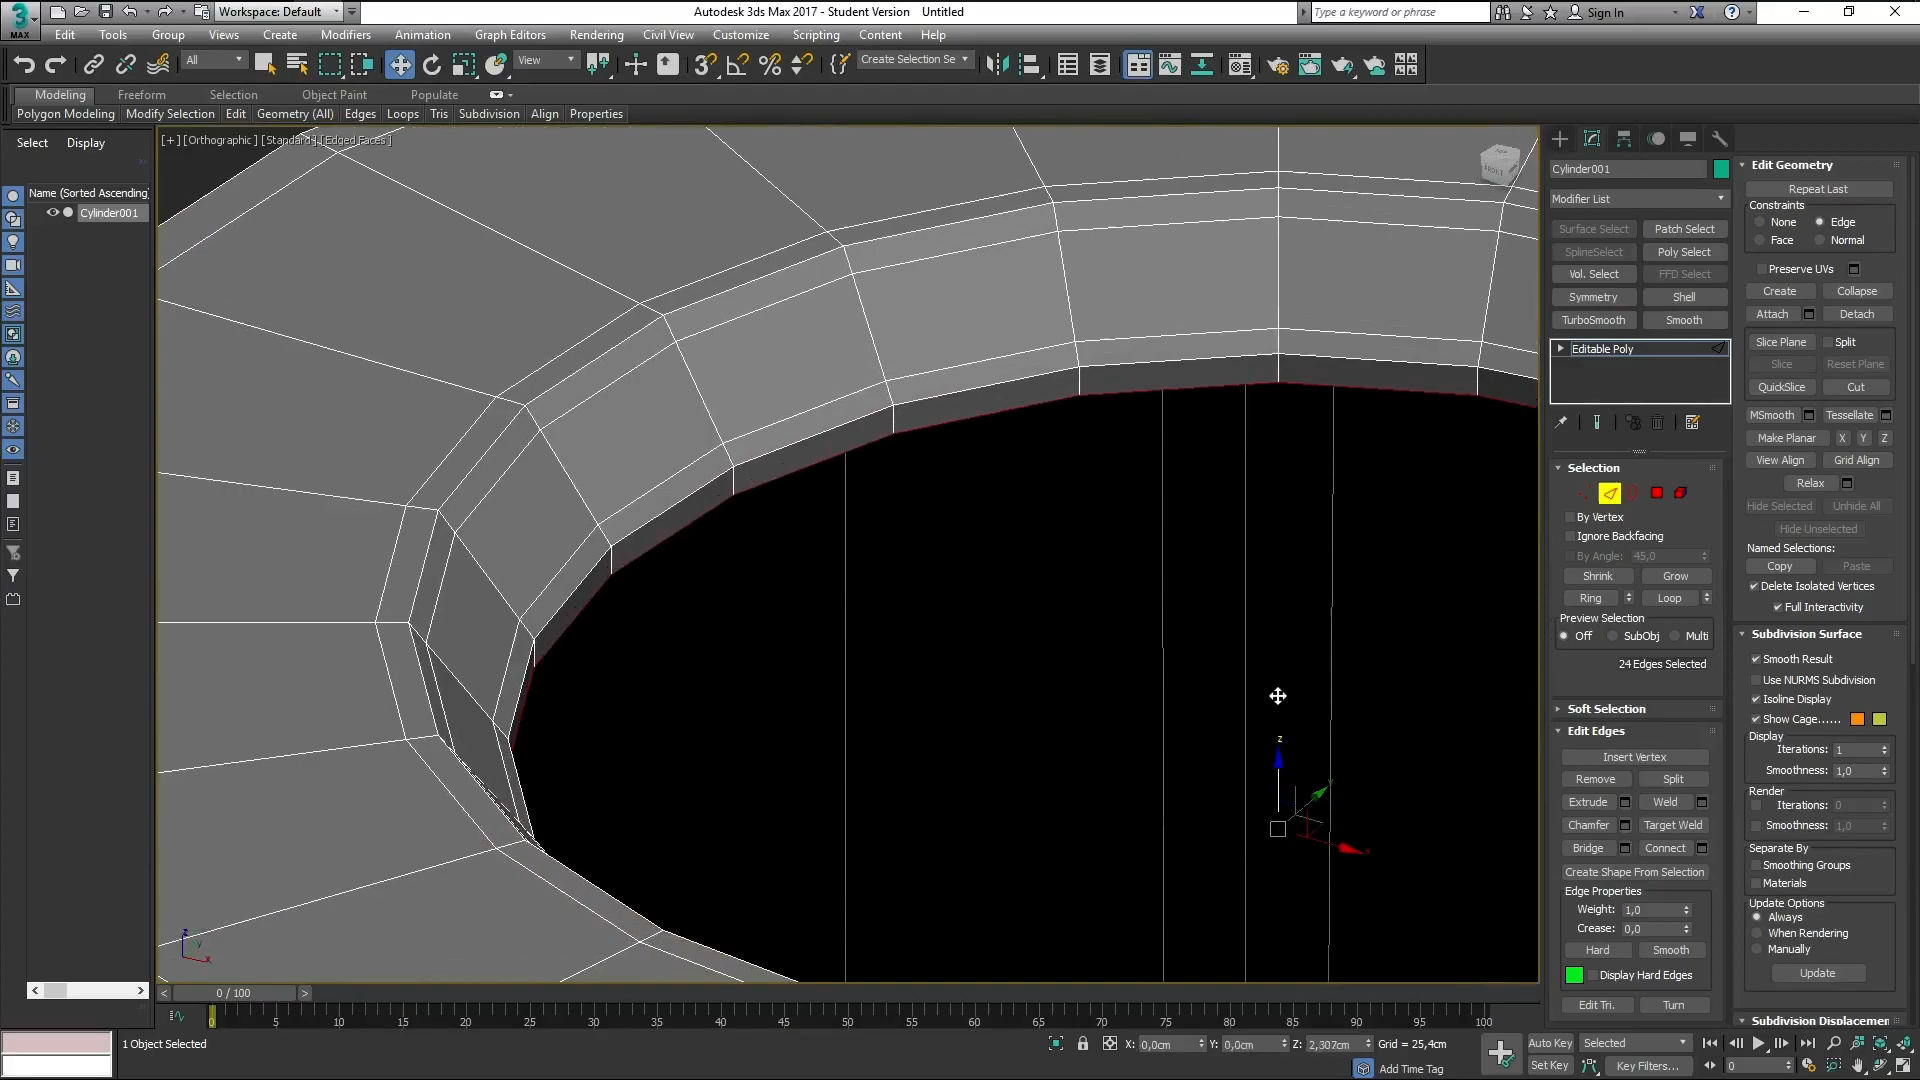 Workspace: Default
Autodesk 3ds Max 2017 - Student Version Untitled
Type a keyword or phrase
Sign In
MAX
Edit Tools Group Views Create Modifiers Animation Graph Editors Rendering Civil View Customize Scripting Content Help
All
View
Create Selection Se
Modeling Freeform Selection Object Paint Populate
Polygon Modeling Modify Selection Edit Geometry (All) Edges Loops Tris Subdivision Align Properties
Select Display
Name (Sorted Ascending)
Cylinder001
[+] [Orthographic] [Standard] [Edged Faces]
z
x
z
y
x
Cylinder001
Modifier List
Surface Select Patch Select
SplineSelect Poly Select
Vol. Select FFD Select
Symmetry Shell
TurboSmooth Smooth
Editable Poly
Selection
By Vertex
Ignore Backfacing
By Angle: 45,0
Shrink Grow
Ring Loop
Preview Selection
Off SubObj Multi
24 Edges Selected
Soft Selection
Edit Edges
Insert Vertex
Remove Split
Extrude Weld
Chamfer Target Weld
Bridge Connect
Create Shape From Selection
Edge Properties
Weight: 1,0
Crease: 0,0
Hard Smooth
Display Hard Edges
Edit Tri. Turn
Edit Geometry
Repeat Last
Constraints
None Edge
Face Normal
Preserve UVs
Create Collapse
Attach Detach
Slice Plane Split
Slice Reset Plane
QuickSlice Cut
MSmooth Tessellate
Make Planar X Y Z
View Align Grid Align
Relax
Hide Selected Unhide All
Hide Unselected
Named Selections:
Copy Paste
Delete Isolated Vertices
Full Interactivity
Subdivision Surface
Smooth Result
Use NURMS Subdivision
Isoline Display
Show Cage......
Display
Iterations: 1
Smoothness: 1,0
Render
Iterations: 0
Smoothness: 1,0
Separate By
Smoothing Groups
Materials
Update Options
Always
When Rendering
Manually
Update
Subdivision Displacemen
0 / 100
0 5 10 15 20 25 30 35 40 45 50 55 60 65 70 75 80 85 90 95 100
1 Object Selected
X: 0,0cm Y: 0,0cm Z: 2,307cm Grid = 25,4cm
Add Time Tag
Auto Key Selected
Set Key Key Filters...
0